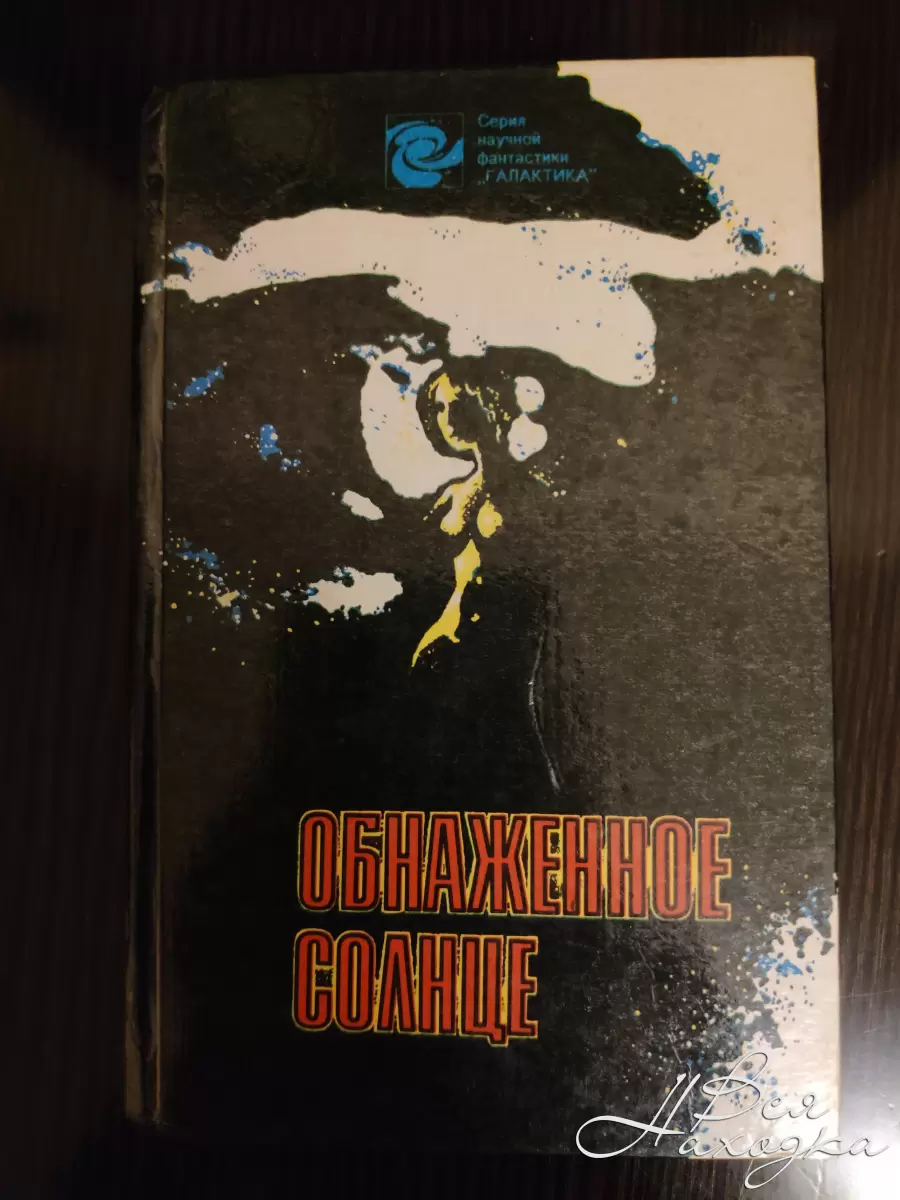 Серия
научной
фантастики
„ГАЛАКТИКА"
ОБНАЖЕННОЕ
СОЛНЦЕ
Вся
Находка